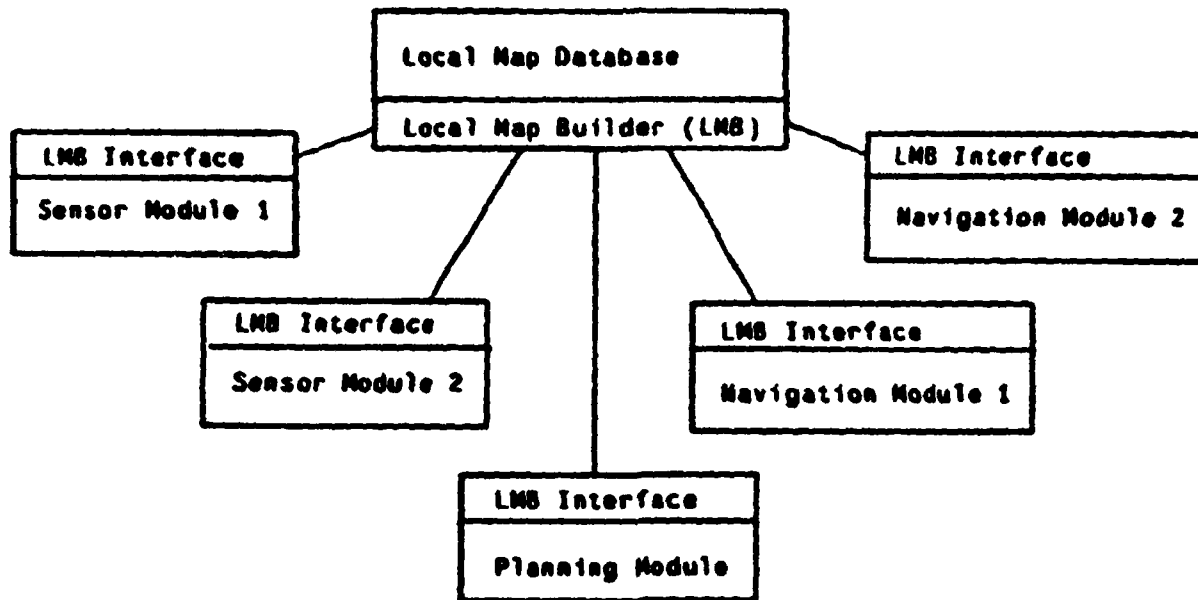 Local Map Database
Local Map Builder (LMB)
LMB Interface
Sensor Module 1
LMB Interface
Navigation Module 2
LMB Interface
Sensor Module 2
LMB Interface
Navigation Module 1
LMB Interface
Planning Module